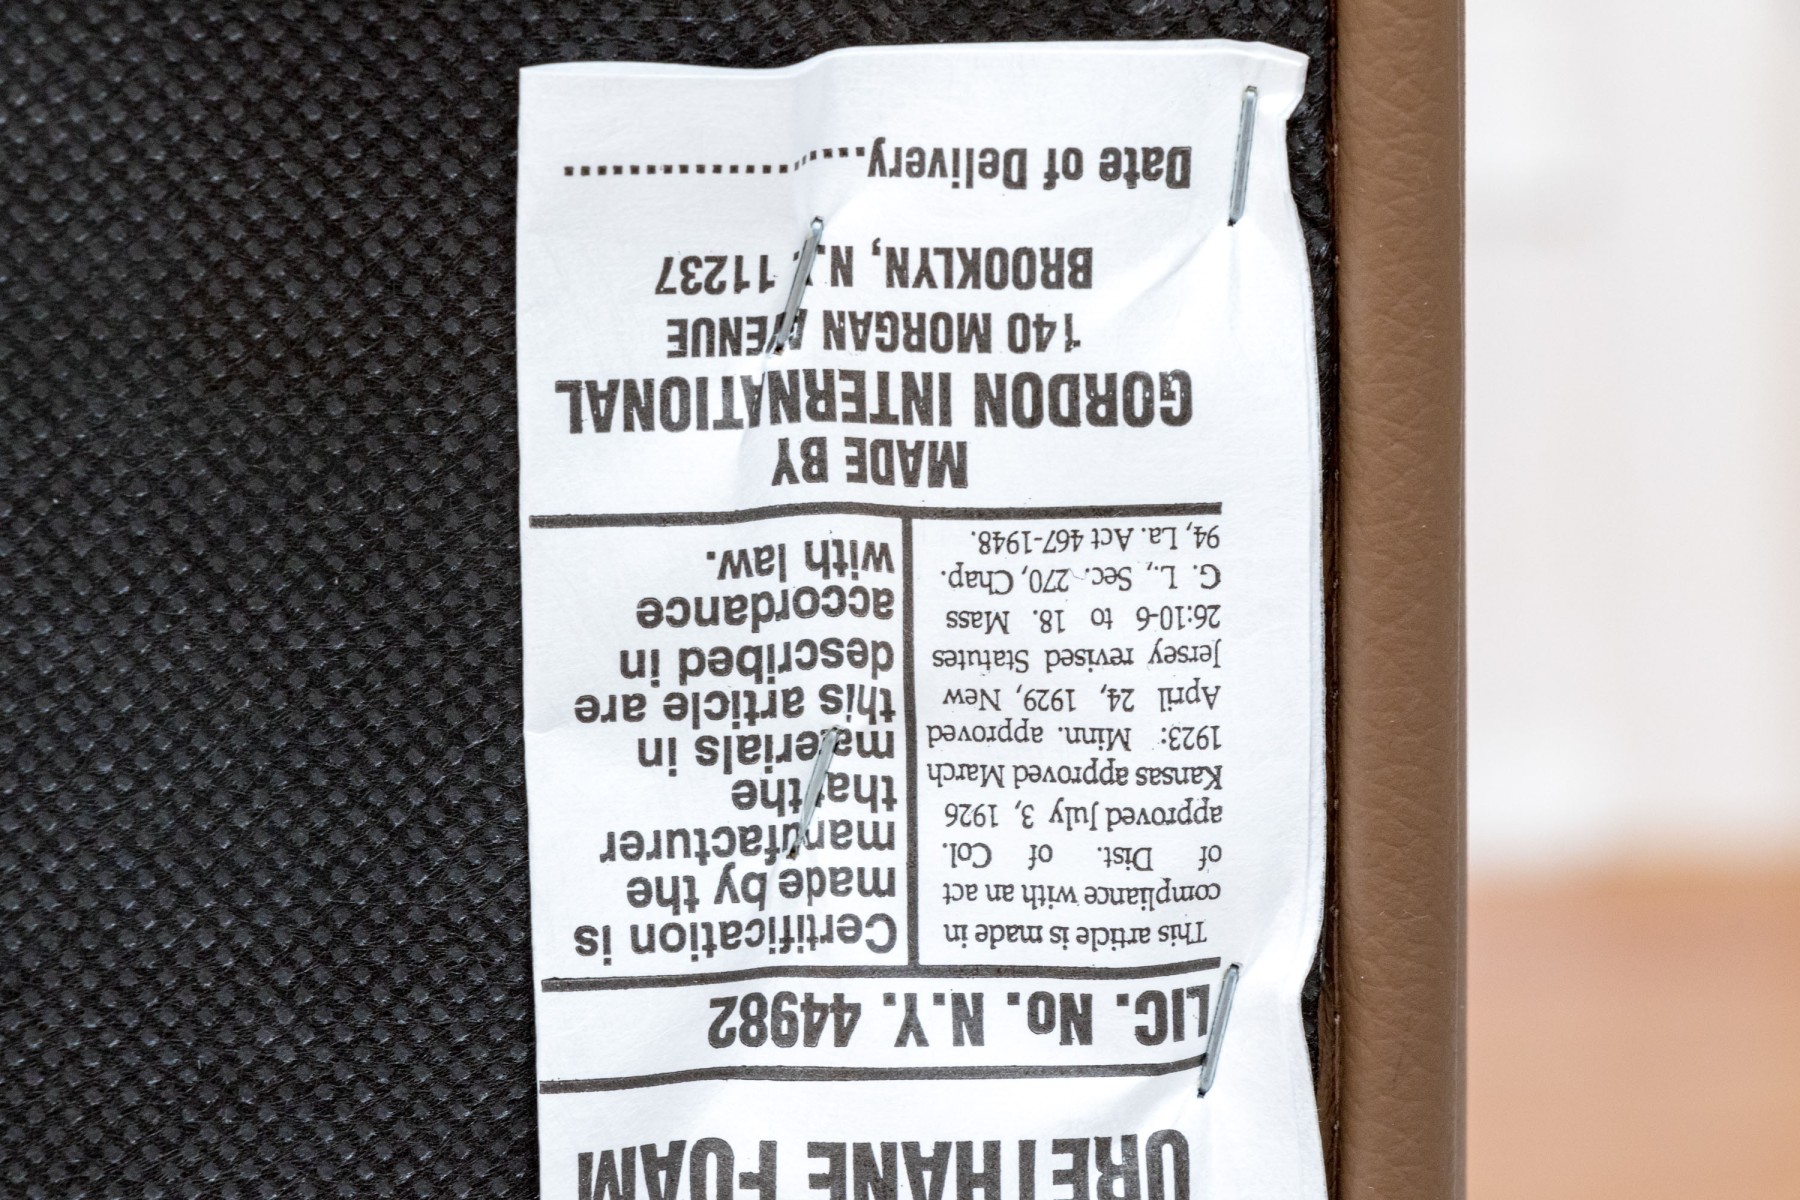 URETHANE FOAM
LIC. No. N.Y. 44982
This article is made in
compliance with an act
of Dist. of Col.
approved July 3, 1926
Kansas approved March
1923: Minn. approved
April 24, 1929, New
Jersey revised Statutes
26:10-6 to 18. Mass
G. L., Sec. 270, Chap.
94, La. Act 467-1948.
Certification is
made by the
manufacturer
that the
materials in
this article are
described in
accordance
with law.
MADE BY
GORDON INTERNATIONAL
140 MORGAN AVENUE
BROOKLYN, N.Y. 11237
Date of Delivery........................